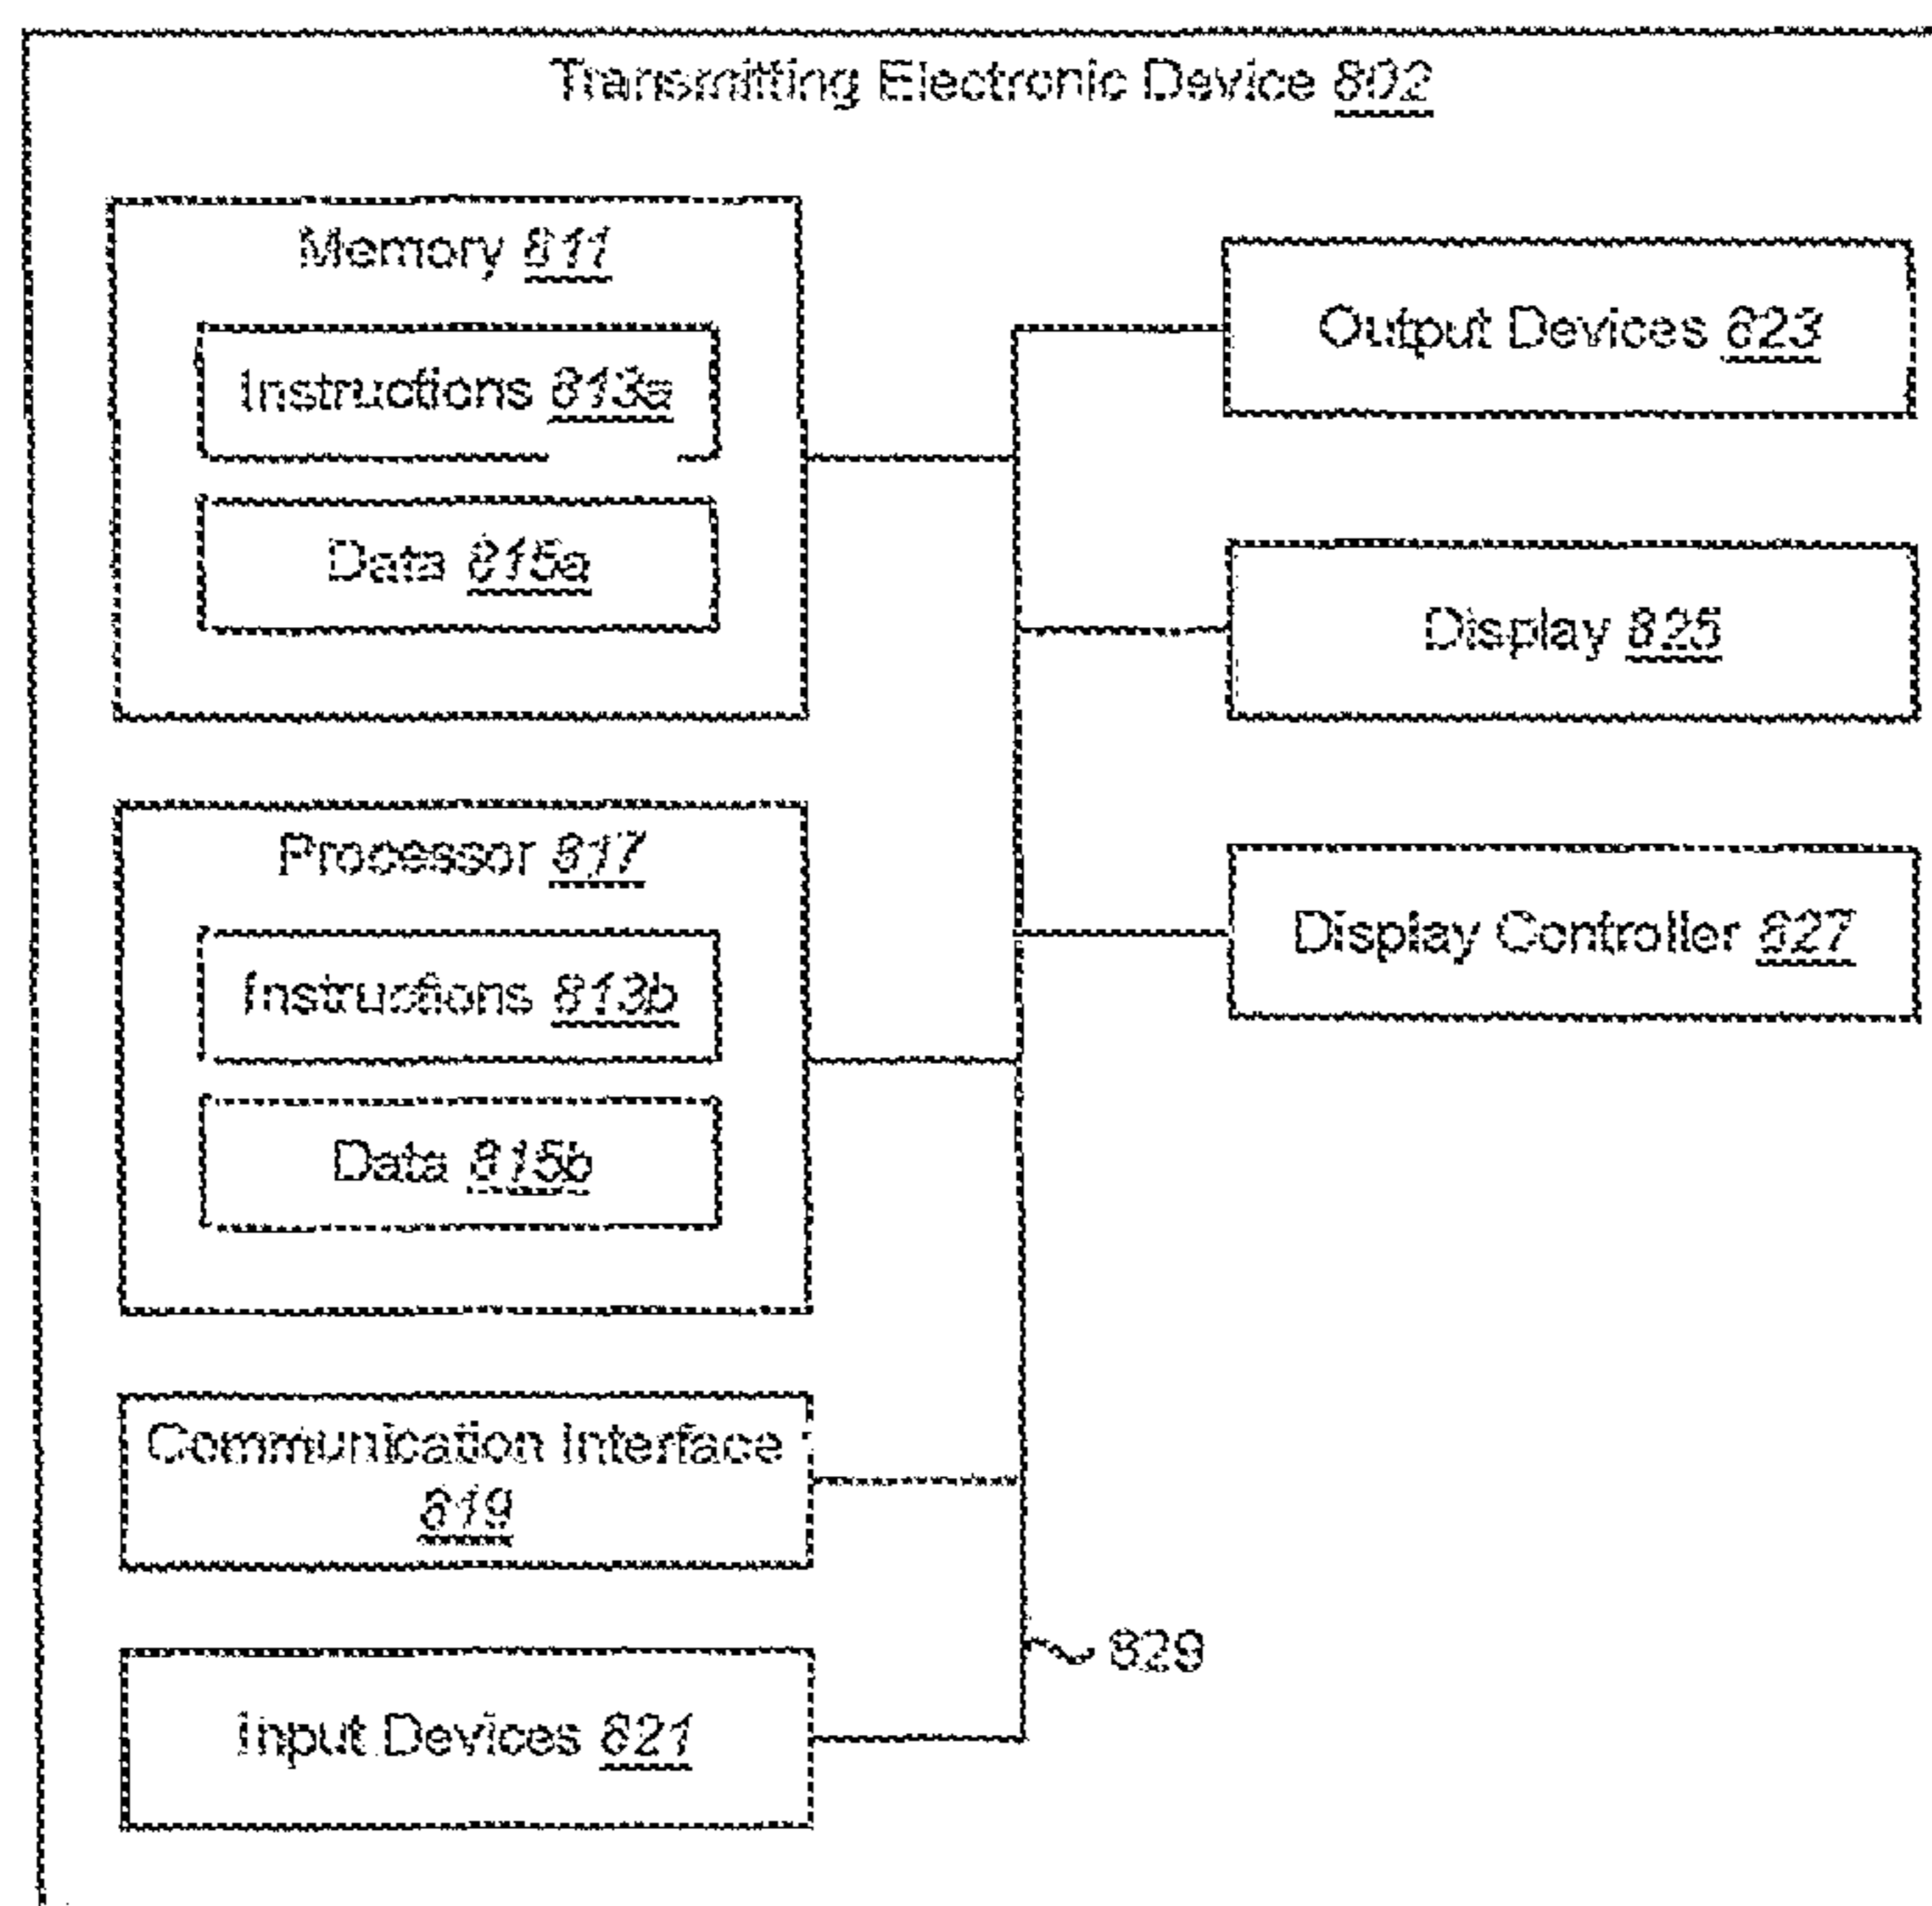 Transmitting Electronic Device 802
Memory 811
Instructions 813a
Data 815a
Processor 817
Instructions 813b
Data 815b
Communication Interface
819
Input Devices 821
Output Devices 823
Display 825
Display Controller 827
829